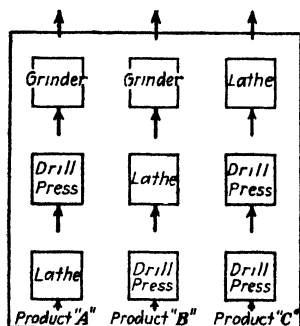 Grinder Grinder Lathe
Drill Press Lathe Drill Press
Lathe Drill Press Drill Press
Product "A" Product "B" Product "C"